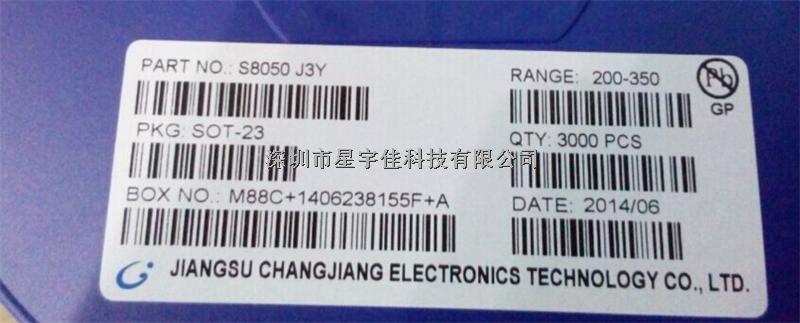 PART NO.: S8050 J3Y
RANGE: 200-350
Pb
GP
PKG: SOT-23
QTY: 3000 PCS
深圳市星宇佳科技有限公司
BOX NO.: M88C+1406238155F+A
DATE: 2014/06
JIANGSU CHANGJIANG ELECTRONICS TECHNOLOGY CO., LTD.